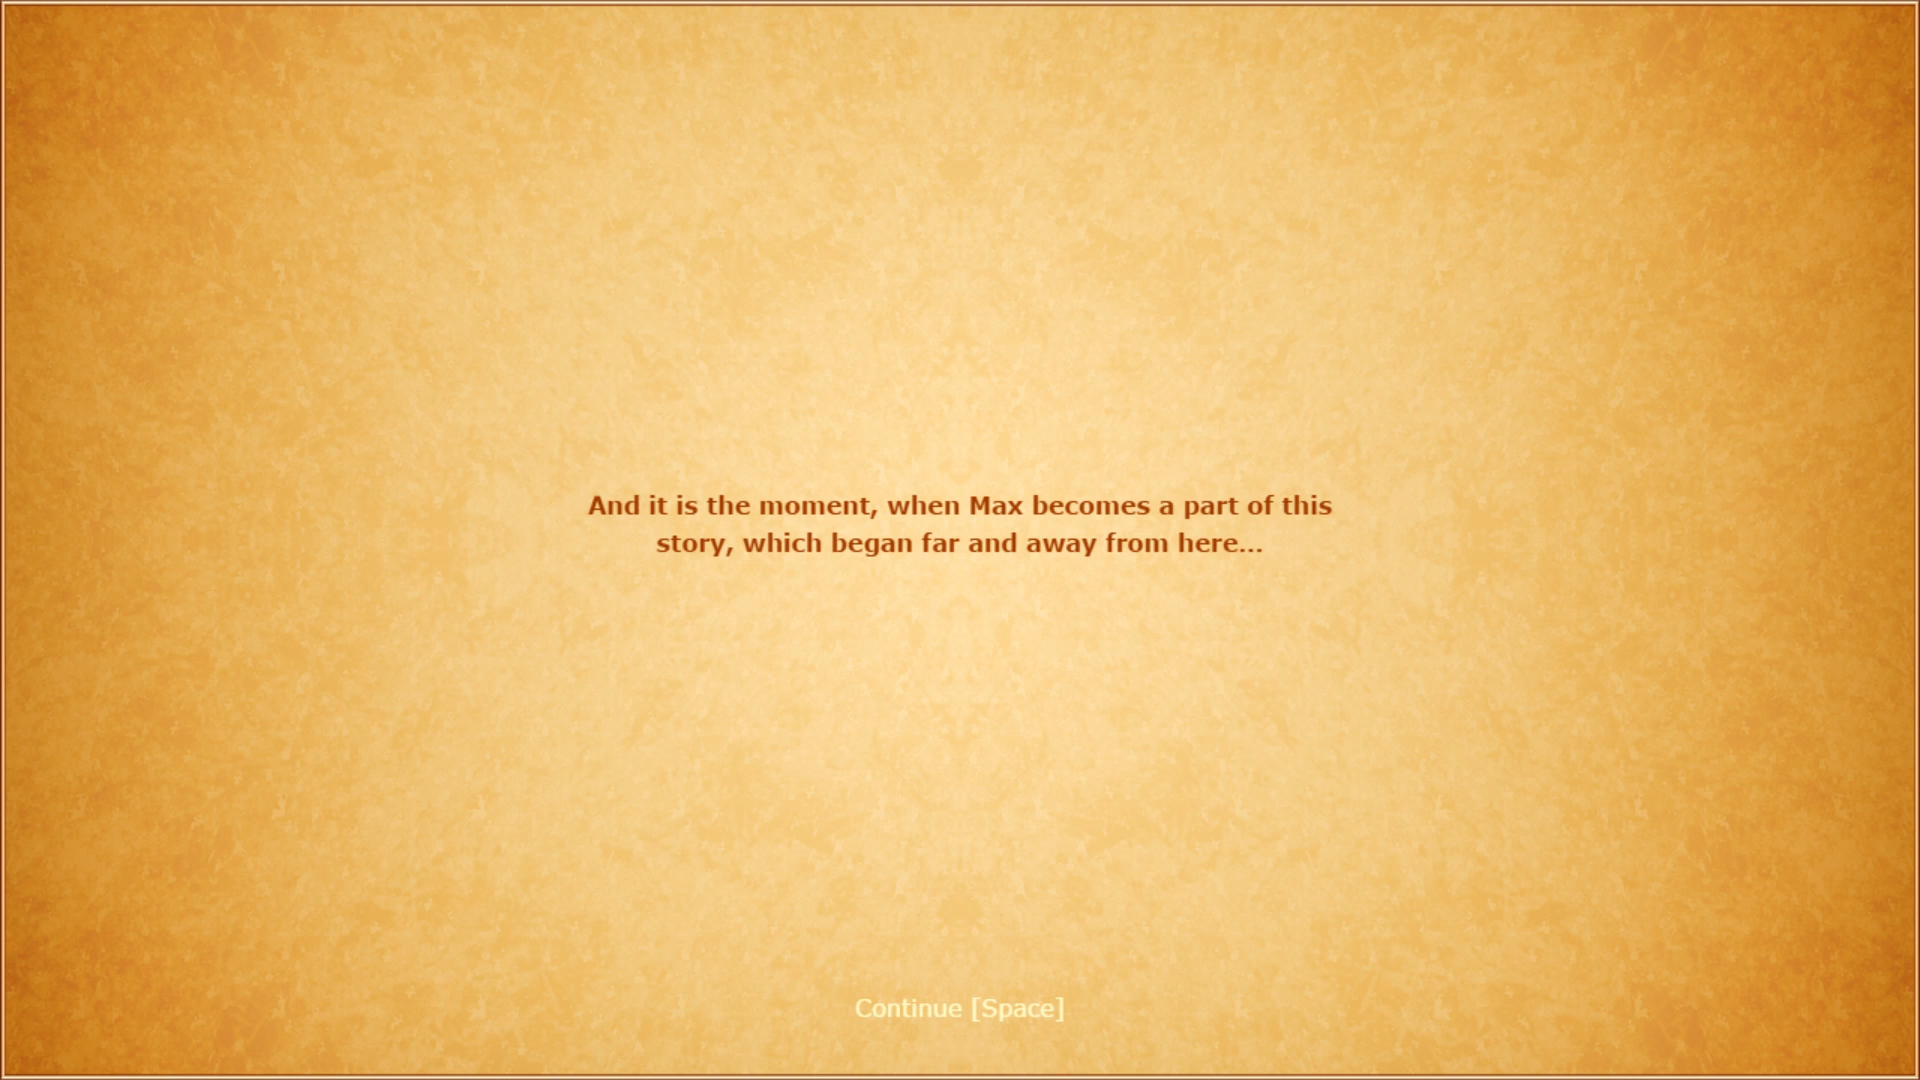 And it is the moment, when Max becomes a part of this
story, which began far and away from here...
Continue [Space]